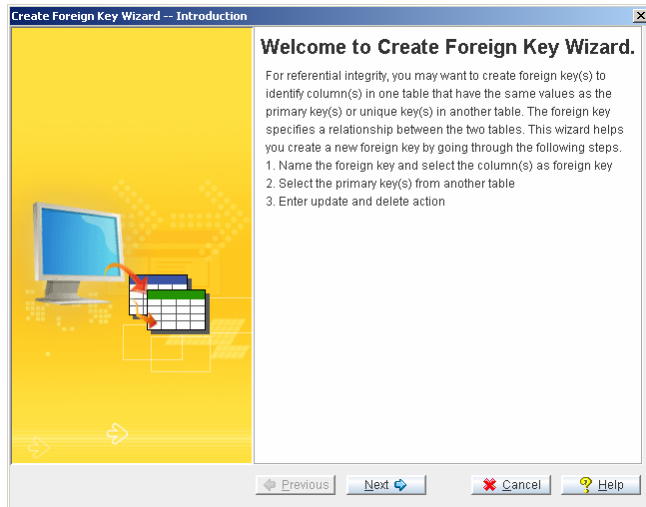 Create Foreign Key Wizard -- Introduction
Welcome to Create Foreign Key Wizard.
For referential integrity, you may want to create foreign key(s) to
identify column(s) in one table that have the same values as the
primary key(s) or unique key(s) in another table. The foreign key
specifies a relationship between the two tables. This wizard helps
you create a new foreign key by going through the following steps.
1. Name the foreign key and select the column(s) as foreign key
2. Select the primary key(s) from another table
3. Enter update and delete action
Previous Next Cancel Help